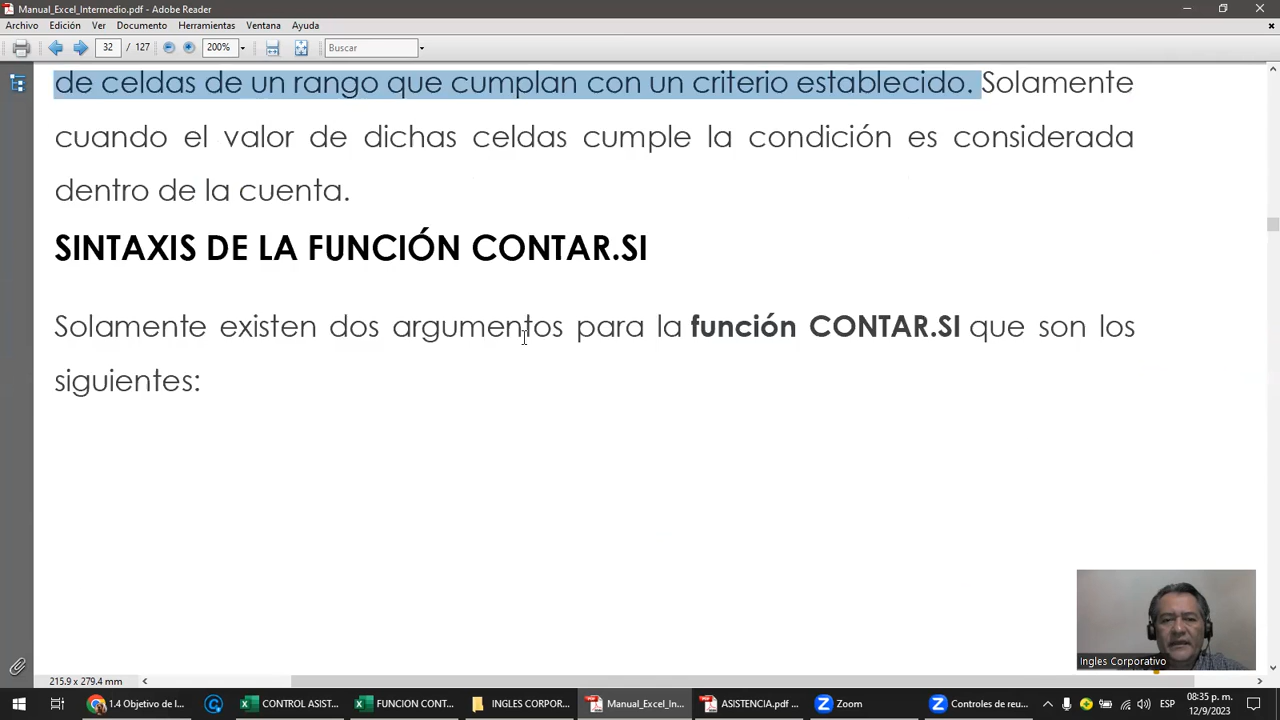 Manual_Excel_Intermedio.pdf - Adobe Reader
Archivo Edición Ver Documento Herramientas Ventana Ayuda
32 / 127 200% Buscar
de celdas de un rango que cumplan con un criterio establecido. Solamente
cuando el valor de dichas celdas cumple la condición es considerada
dentro de la cuenta.
SINTAXIS DE LA FUNCIÓN CONTAR.SI
Solamente existen dos argumentos para la función CONTAR.SI que son los
siguientes:
Ingles Corporativo
215.9 x 279.4 mm
1.4 Objetivo de l... CONTROL ASIST... FUNCION CONT... INGLES CORPOR... Manual_Excel_In... ASISTENCIA.pdf ... Zoom Controles de reu... ESP 08:35 p. m.
12/9/2023